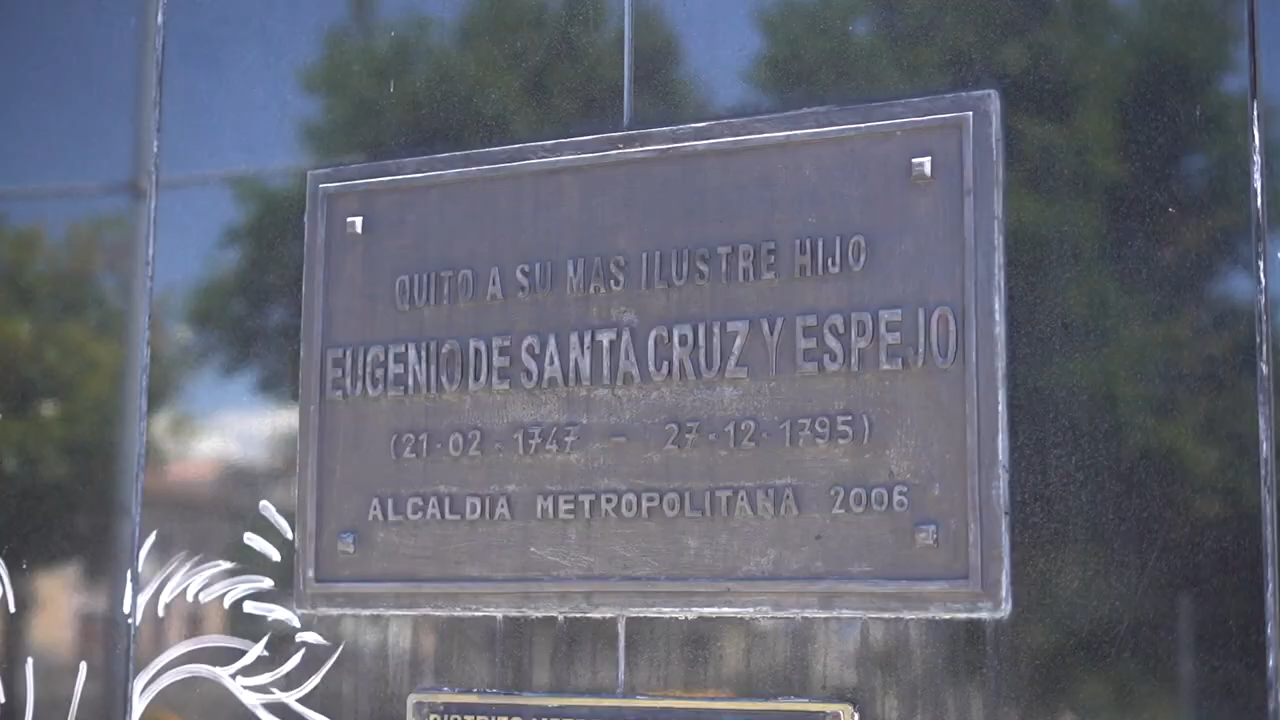 QUITO A SU MAS ILUSTRE HIJO
EUGENIO DE SANTA CRUZ Y ESPEJO
(21-02-1747 - 27-12-1795)
ALCALDIA METROPOLITANA 2006
DISTRITO